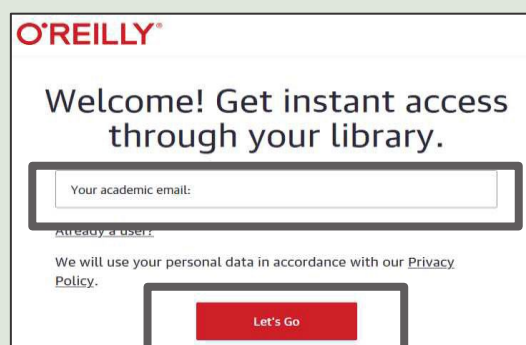 O'REILLY®
Welcome! Get instant access
through your library.
Your academic email:
Already a user?
We will use your personal data in accordance with our Privacy
Policy.
Let's Go